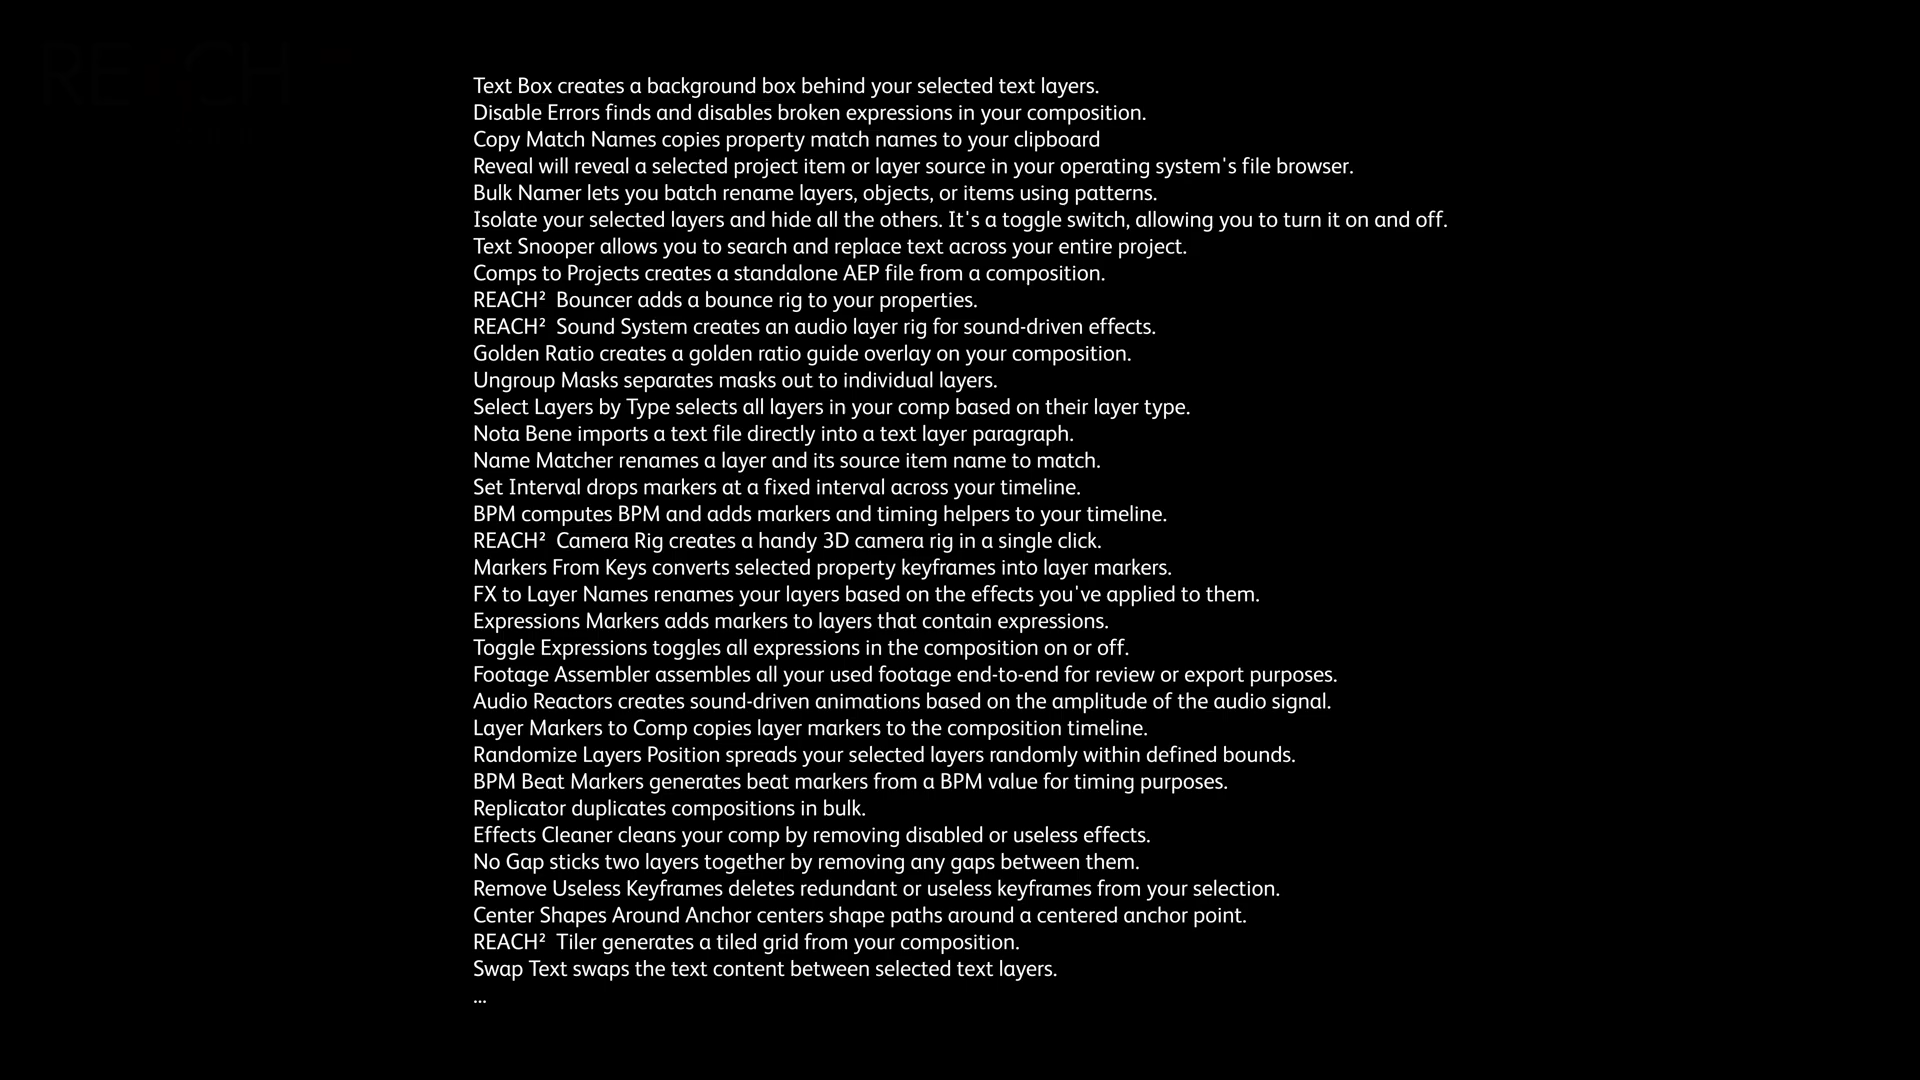 REACH
Text Box creates a background box behind your selected text layers.
Disable Errors finds and disables broken expressions in your composition.
Copy Match Names copies property match names to your clipboard
Reveal will reveal a selected project item or layer source in your operating system's file browser.
Bulk Namer lets you batch rename layers, objects, or items using patterns.
Isolate your selected layers and hide all the others. It's a toggle switch, allowing you to turn it on and off.
Text Snooper allows you to search and replace text across your entire project.
Comps to Projects creates a standalone AEP file from a composition.
REACH² Bouncer adds a bounce rig to your properties.
REACH² Sound System creates an audio layer rig for sound-driven effects.
Golden Ratio creates a golden ratio guide overlay on your composition.
Ungroup Masks separates masks out to individual layers.
Select Layers by Type selects all layers in your comp based on their layer type.
Nota Bene imports a text file directly into a text layer paragraph.
Name Matcher renames a layer and its source item name to match.
Set Interval drops markers at a fixed interval across your timeline.
BPM computes BPM and adds markers and timing helpers to your timeline.
REACH² Camera Rig creates a handy 3D camera rig in a single click.
Markers From Keys converts selected property keyframes into layer markers.
FX to Layer Names renames your layers based on the effects you've applied to them.
Expressions Markers adds markers to layers that contain expressions.
Toggle Expressions toggles all expressions in the composition on or off.
Footage Assembler assembles all your used footage end-to-end for review or export purposes.
Audio Reactors creates sound-driven animations based on the amplitude of the audio signal.
Layer Markers to Comp copies layer markers to the composition timeline.
Randomize Layers Position spreads your selected layers randomly within defined bounds.
BPM Beat Markers generates beat markers from a BPM value for timing purposes.
Replicator duplicates compositions in bulk.
Effects Cleaner cleans your comp by removing disabled or useless effects.
No Gap sticks two layers together by removing any gaps between them.
Remove Useless Keyframes deletes redundant or useless keyframes from your selection.
Center Shapes Around Anchor centers shape paths around a centered anchor point.
REACH² Tiler generates a tiled grid from your composition.
Swap Text swaps the text content between selected text layers.
...